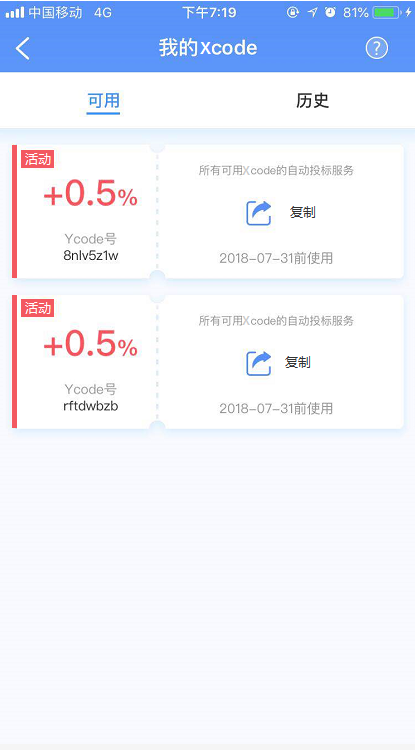 中国移动 4G 下午7:19 81%
我的Xcode ?
可用 历史
活动
+0.5%
Ycode号
8nlv5z1w
所有可用Xcode的自动投标服务
复制
2018-07-31前使用
活动
+0.5%
Ycode号
rftdwbzb
所有可用Xcode的自动投标服务
复制
2018-07-31前使用